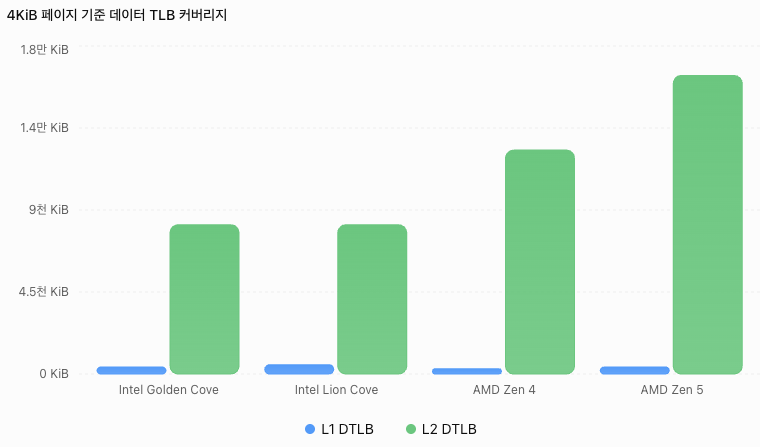 4KiB 페이지 기준 데이터 TLB 커버리지
1.8만 KiB
1.4만 KiB
9천 KiB
4.5천 KiB
0 KiB
Intel Golden Cove
Intel Lion Cove
AMD Zen 4
AMD Zen 5
L1 DTLB
L2 DTLB